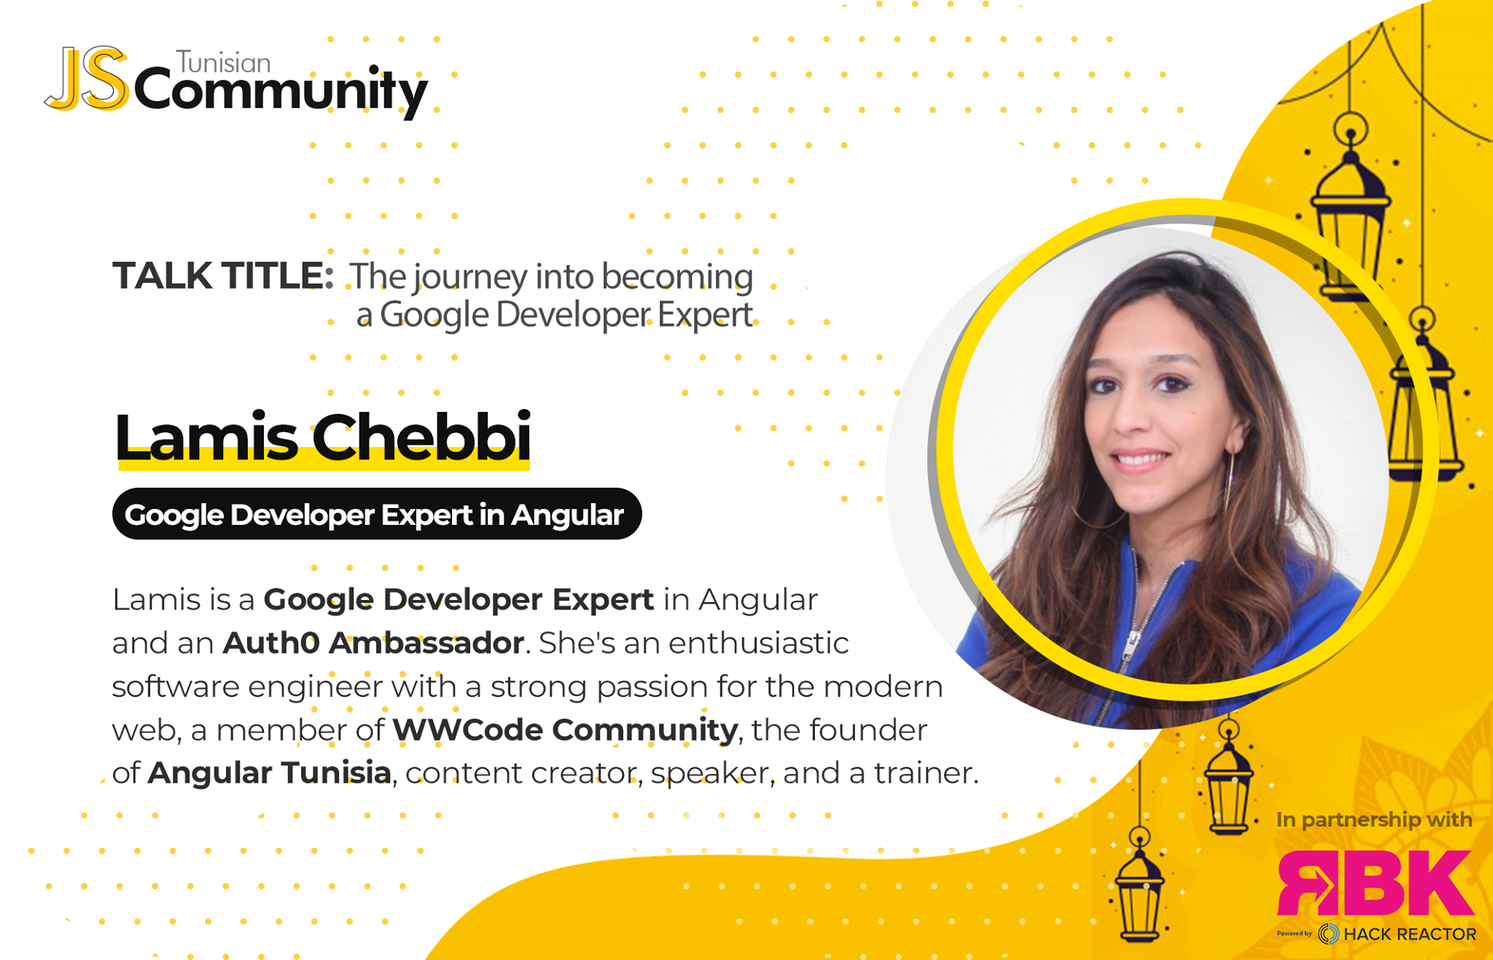 JS Tunisian
Community
TALK TITLE: The journey into becoming
a Google Developer Expert
Lamis Chebbi
Google Developer Expert in Angular
Lamis is a Google Developer Expert in Angular
and an Auth0 Ambassador. She's an enthusiastic
software engineer with a strong passion for the modern
web, a member of WWCode Community, the founder
of Angular Tunisia, content creator, speaker, and a trainer.
In partnership with
RBK
Powered by HACK REACTOR